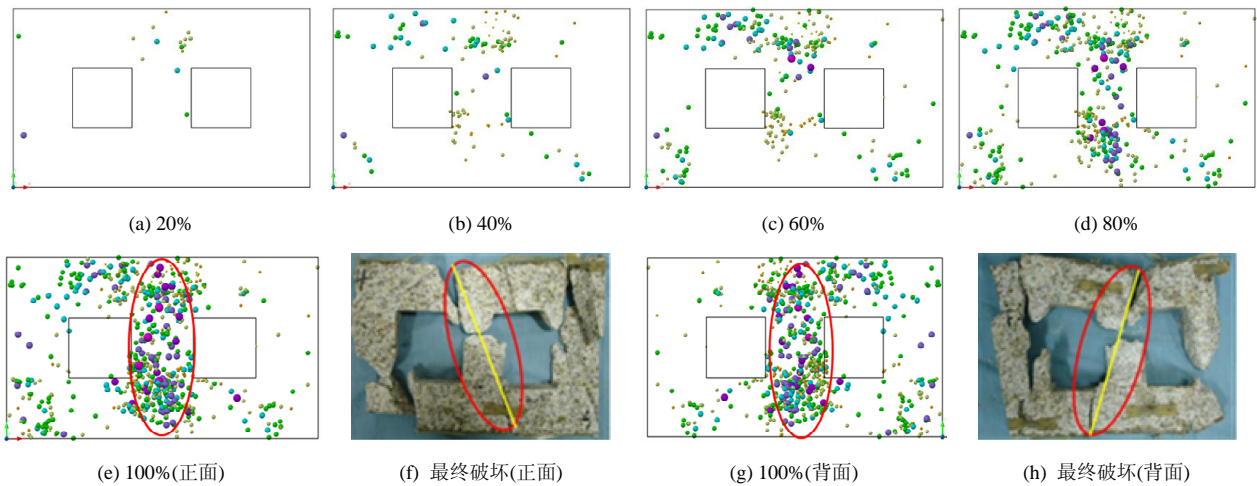 (a) 20%
(b) 40%
(c) 60%
(d) 80%
(e) 100%(正面)
(f) 最终破坏(正面)
(g) 100%(背面)
(h) 最终破坏(背面)